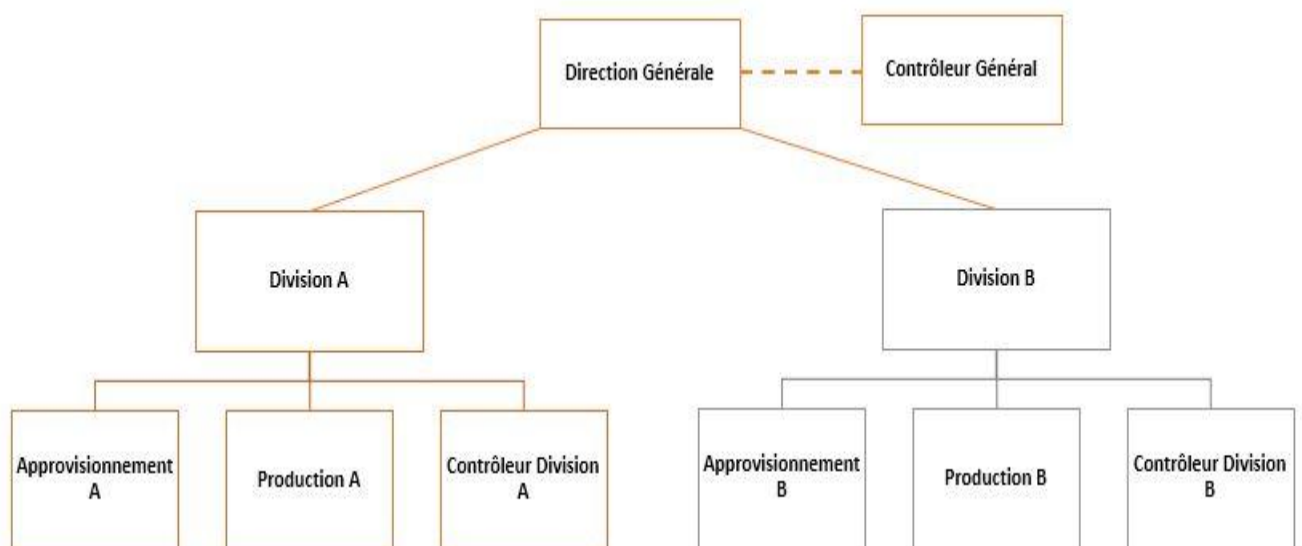 Direction Générale
Contrôleur Général
Division A
Division B
Approvisionnement
A
Production A
Contrôleur Division
A
Approvisionnement
B
Production B
Contrôleur Division
B